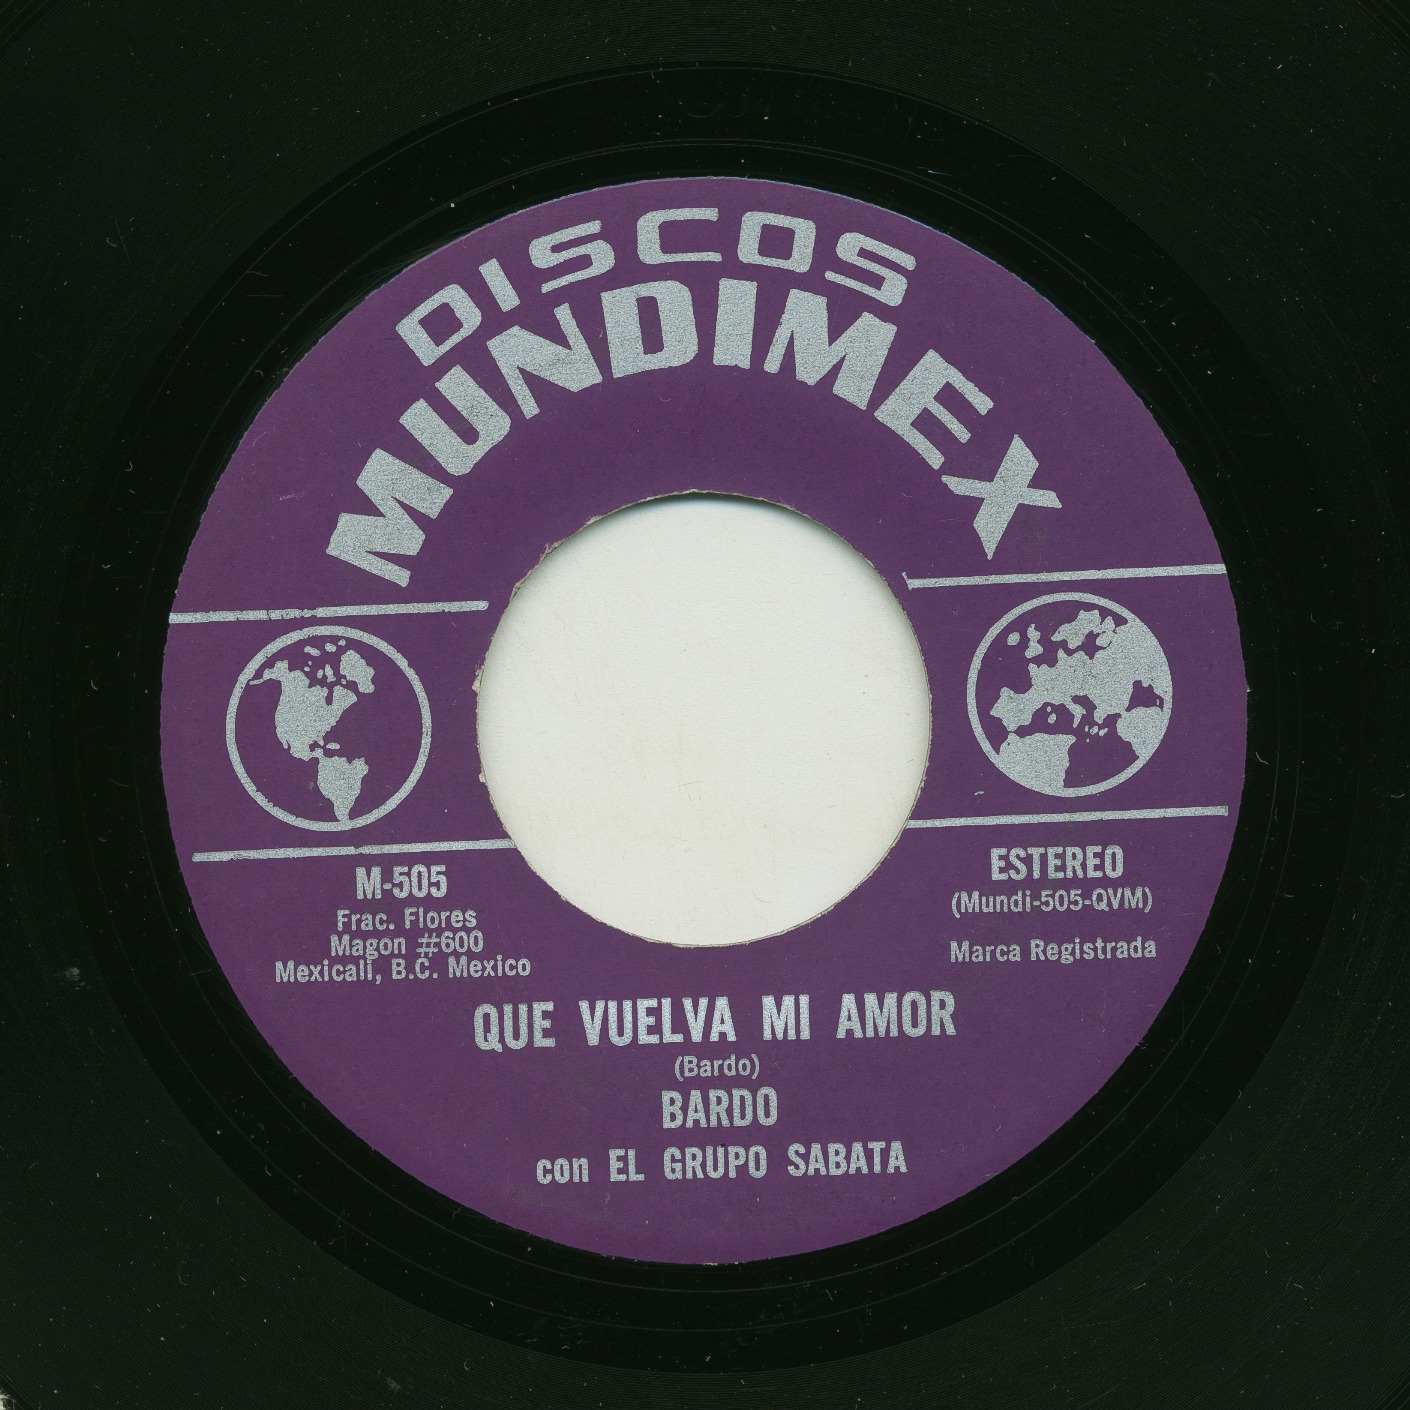 DISCOS
MUNDIMEX
M-505
Frac. Flores
Magon #600
Mexicali, B.C. Mexico
ESTEREO
(Mundi-505-QVM)
Marca Registrada
QUE VUELVA MI AMOR
(Bardo)
BARDO
con EL GRUPO SABATA